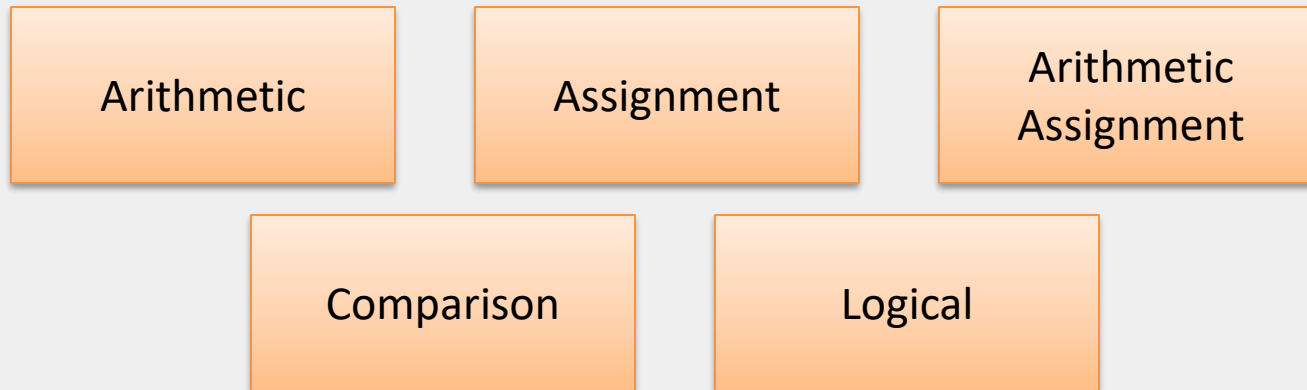 Arithmetic
Assignment
Arithmetic
Assignment
Comparison
Logical